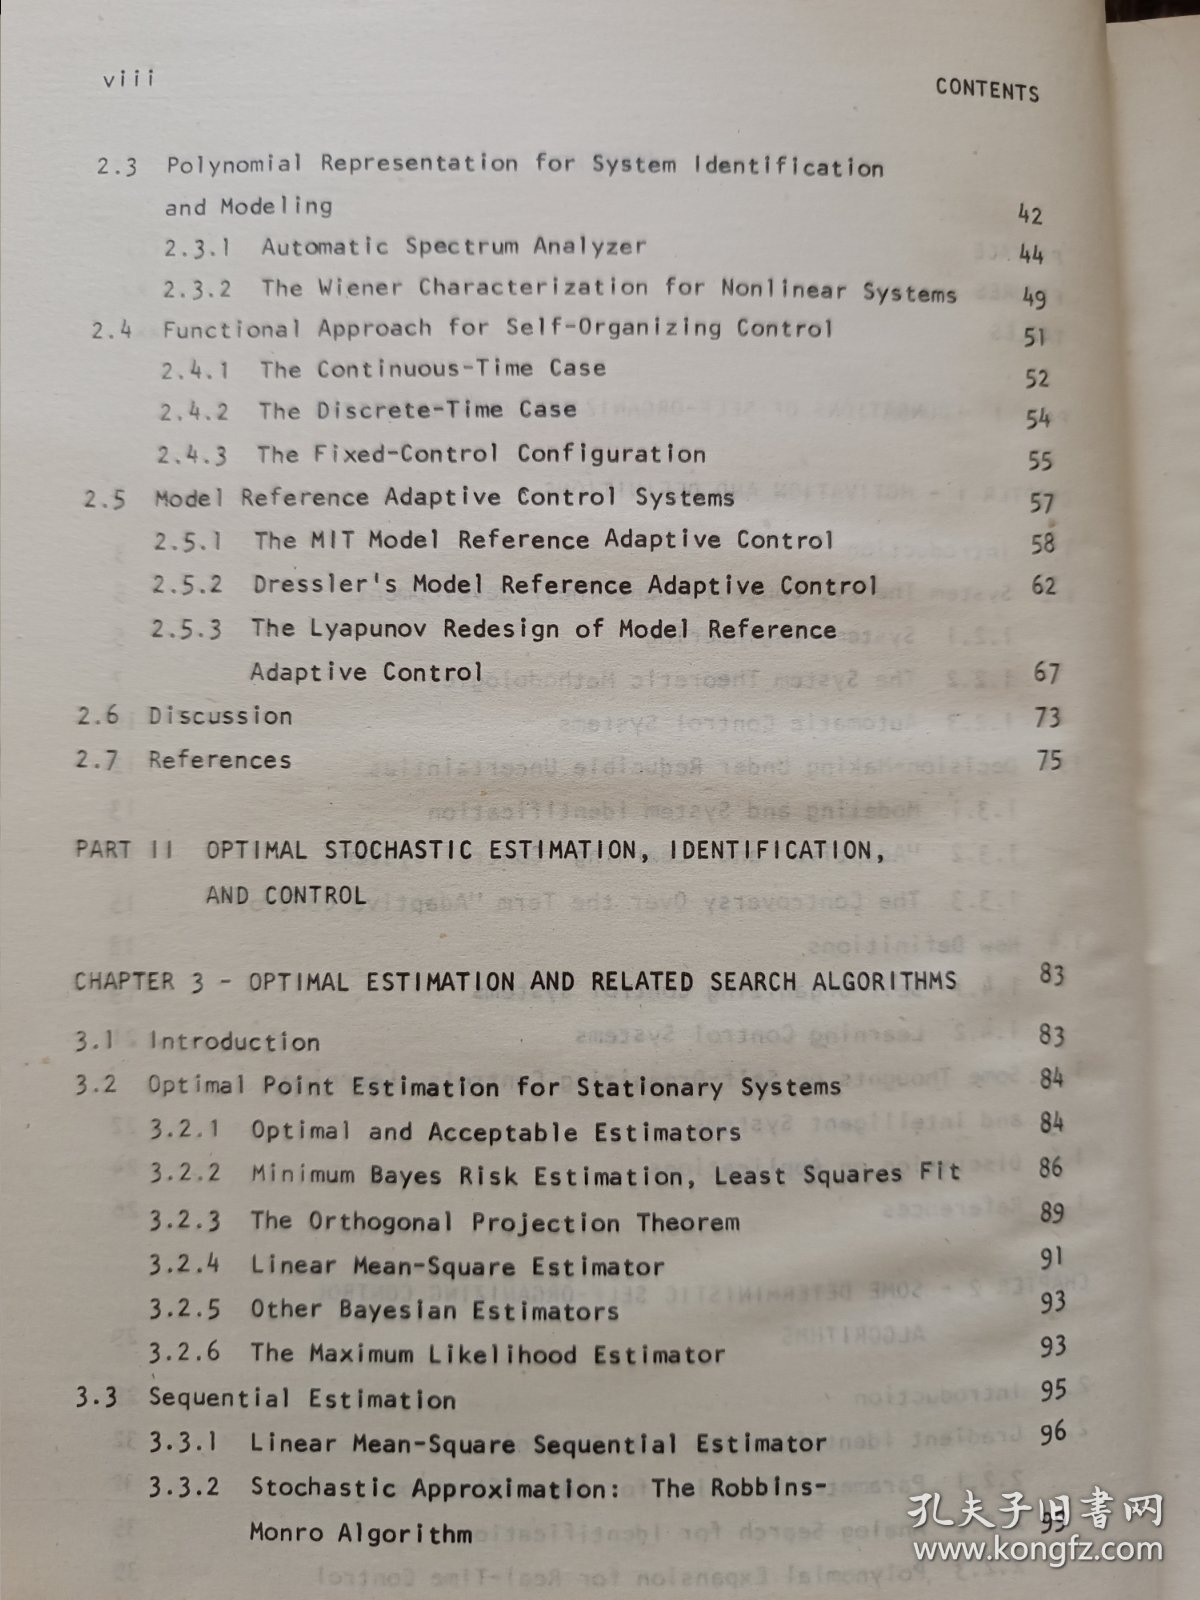 viii CONTENTS
2.3 Polynomial Representation for System Identification
and Modeling 42
2.3.1 Automatic Spectrum Analyzer 44
2.3.2 The Wiener Characterization for Nonlinear Systems 49
2.4 Functional Approach for Self-Organizing Control 51
2.4.1 The Continuous-Time Case 52
2.4.2 The Discrete-Time Case 54
2.4.3 The Fixed-Control Configuration 55
2.5 Model Reference Adaptive Control Systems 57
2.5.1 The MIT Model Reference Adaptive Control 58
2.5.2 Dressler's Model Reference Adaptive Control 62
2.5.3 The Lyapunov Redesign of Model Reference
Adaptive Control 67
2.6 Discussion 73
2.7 References 75
PART II OPTIMAL STOCHASTIC ESTIMATION, IDENTIFICATION,
AND CONTROL
CHAPTER 3 - OPTIMAL ESTIMATION AND RELATED SEARCH ALGORITHMS 83
3.1 Introduction 83
3.2 Optimal Point Estimation for Stationary Systems 84
3.2.1 Optimal and Acceptable Estimators 84
3.2.2 Minimum Bayes Risk Estimation, Least Squares Fit 86
3.2.3 The Orthogonal Projection Theorem 89
3.2.4 Linear Mean-Square Estimator 91
3.2.5 Other Bayesian Estimators 93
3.2.6 The Maximum Likelihood Estimator 93
3.3 Sequential Estimation 95
3.3.1 Linear Mean-Square Sequential Estimator 96
3.3.2 Stochastic Approximation: The Robbins-
Monro Algorithm
孔夫子旧书网
www.kongfz.com